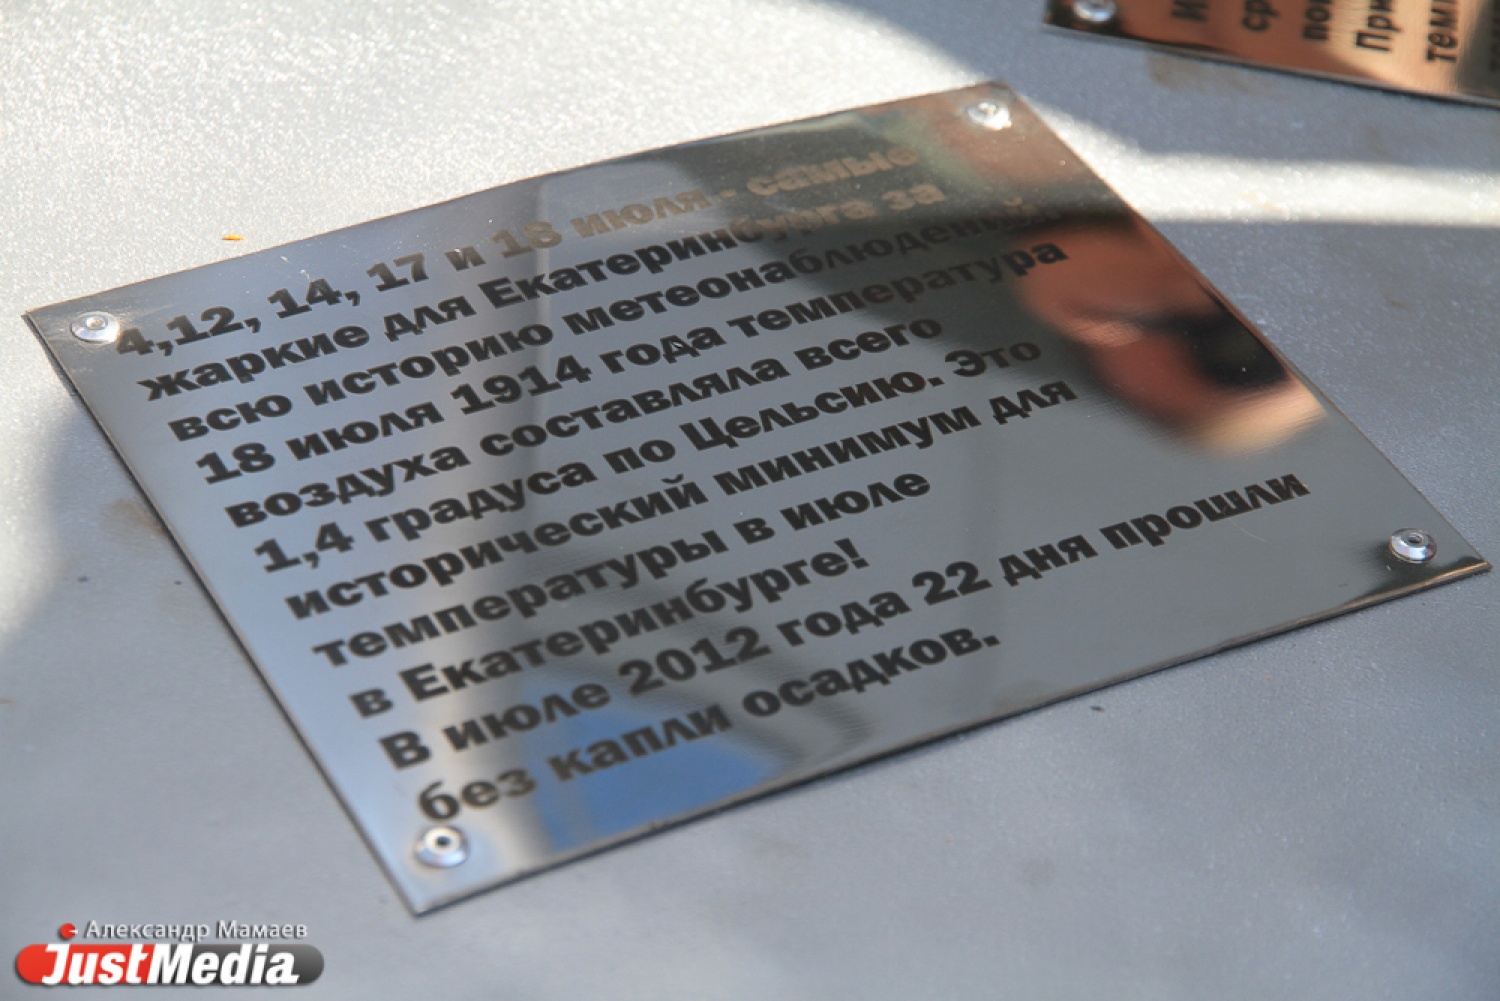 4,12, 14, 17 и 18 июля - самые
жаркие для Екатеринбурга за
всю историю метеонаблюдений.
18 июля 1914 года температура
воздуха составляла всего
1,4 градуса по Цельсию. Это
исторический минимум для
температуры в июле
в Екатеринбурге!
В июле 2012 года 22 дня прошли
без капли осадков.
Александр Мамаев
JustMedia